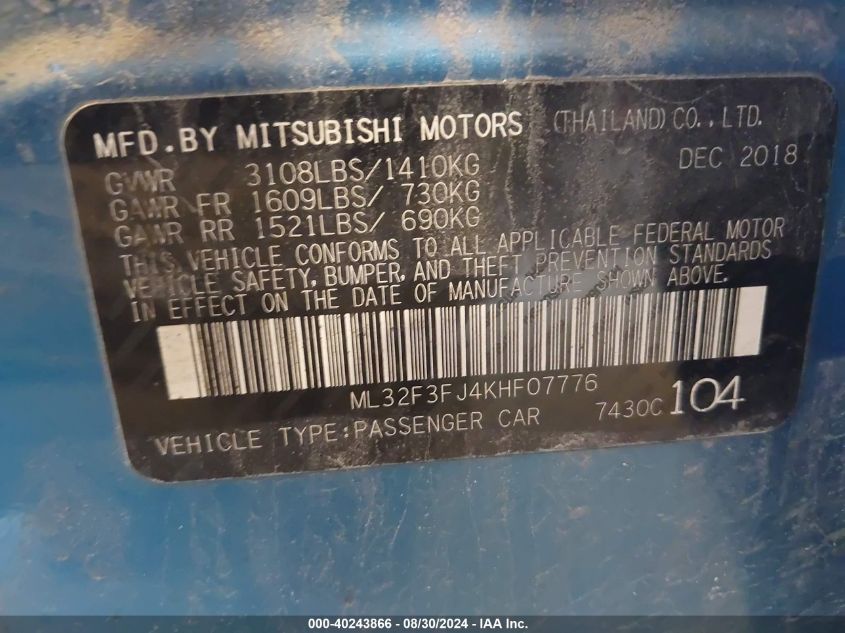 MFD.BY MITSUBISHI MOTORS (THAILAND) CO., LTD.
DEC 2018
GVWR 3108LBS/1410KG
GAWR FR 1609LBS/ 730KG
GAWR RR 1521LBS/ 690KG
THIS VEHICLE CONFORMS TO ALL APPLICABLE FEDERAL MOTOR
VEHICLE SAFETY, BUMPER, AND THEFT PREVENTION STANDARDS
IN EFFECT ON THE DATE OF MANUFACTURE SHOWN ABOVE.
ML32F3FJ4KHF07776
VEHICLE TYPE:PASSENGER CAR 7430C 104
000-40243866 - 08/30/2024 - IAA Inc.